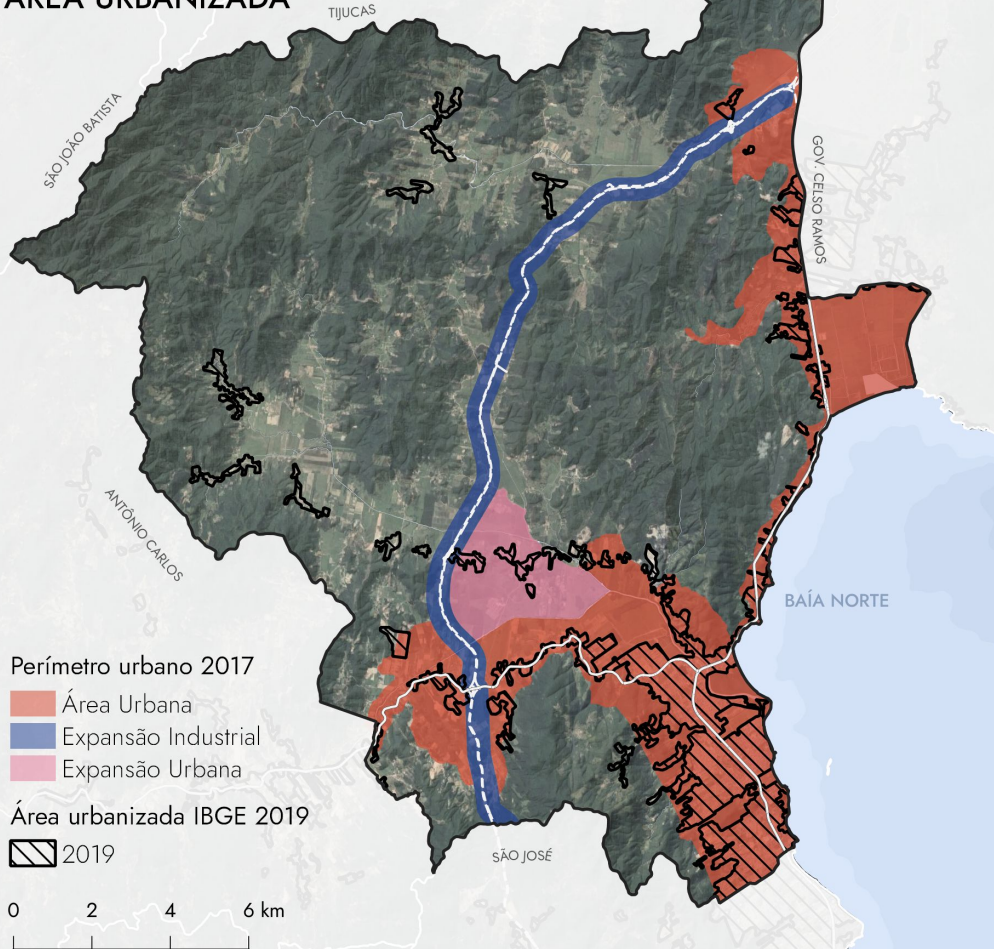 ÁREA URBANIZADA
TIJUCAS
SÃO JOÃO BATISTA
GOV. CELSO RAMOS
ANTÔNIO CARLOS
BAÍA NORTE
Perímetro urbano 2017
Área Urbana
Expansão Industrial
Expansão Urbana
Área urbanizada IBGE 2019
2019
SÃO JOSÉ
0 2 4 6 km